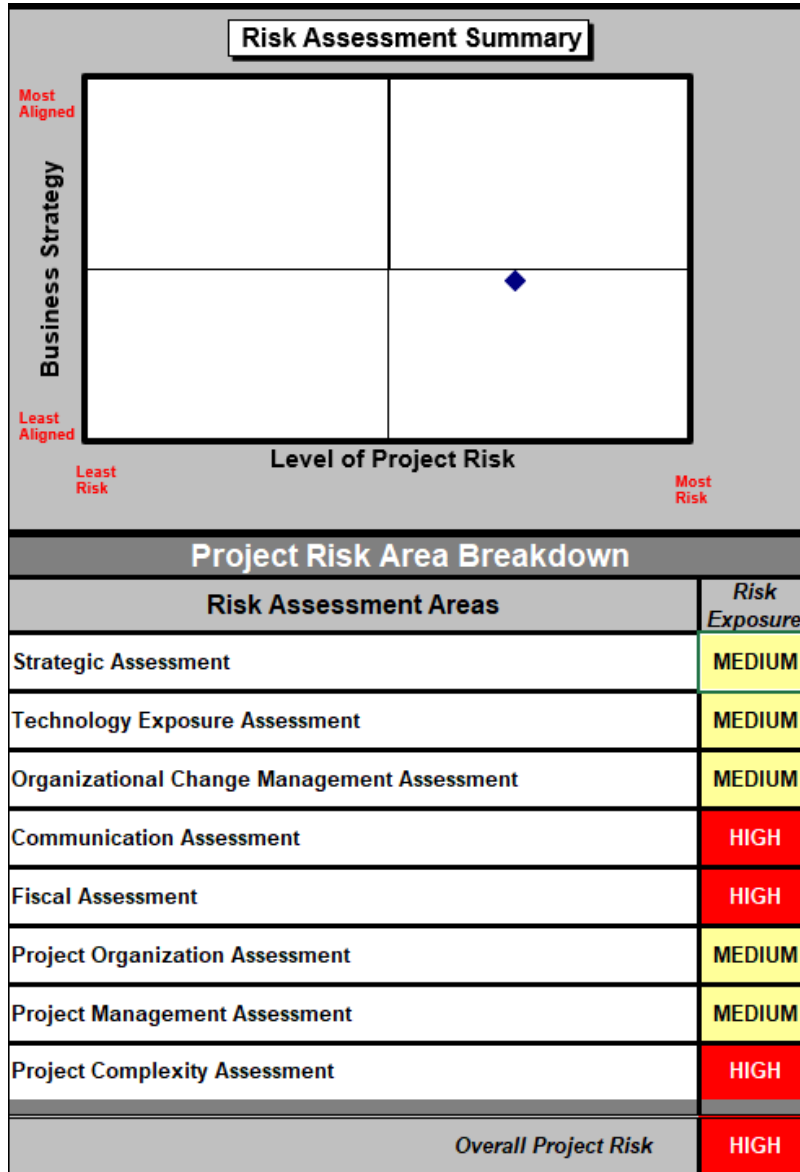 Risk Assessment Summary
Most
Aligned
Business Strategy
Least
Aligned
Least
Risk
Level of Project Risk
Most
Risk
Project Risk Area Breakdown
Risk Assessment Areas
Risk
Exposure
Strategic Assessment MEDIUM
Technology Exposure Assessment MEDIUM
Organizational Change Management Assessment MEDIUM
Communication Assessment HIGH
Fiscal Assessment HIGH
Project Organization Assessment MEDIUM
Project Management Assessment MEDIUM
Project Complexity Assessment HIGH
Overall Project Risk HIGH